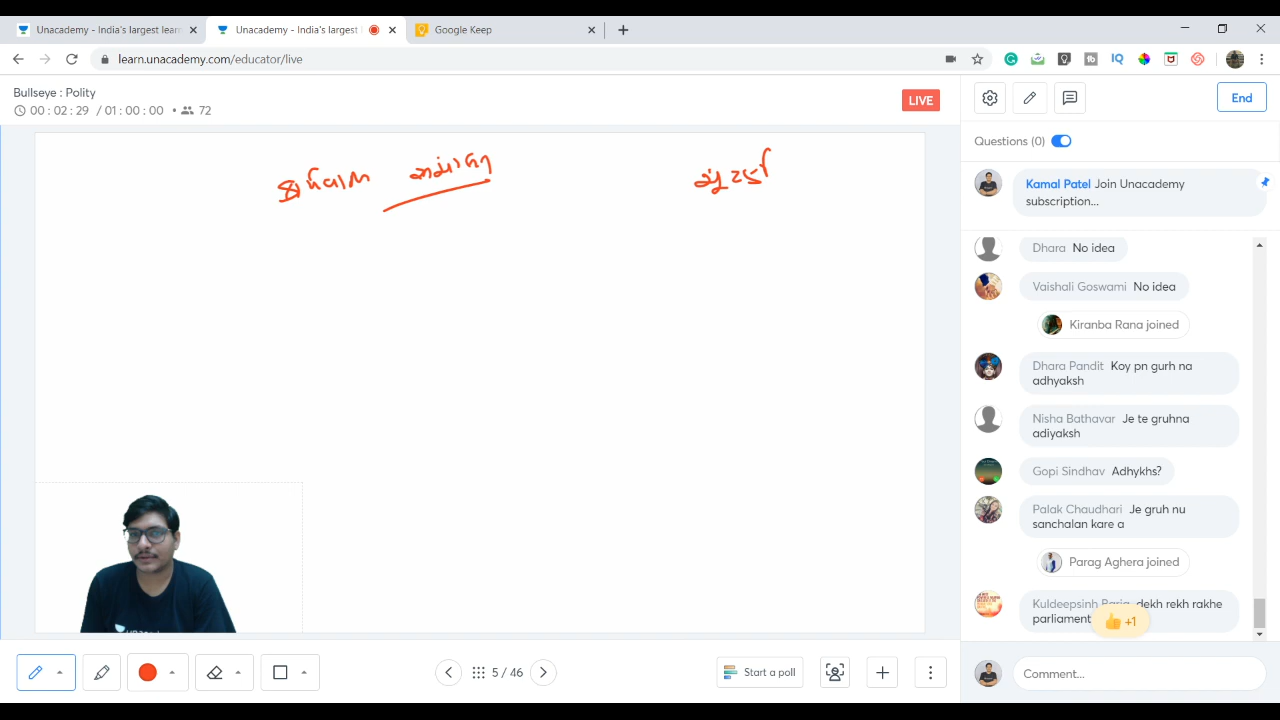 Unacademy - India's largest learn
Unacademy - India's largest
Google Keep
learn.unacademy.com/educator/live
Bullseye : Polity
00 : 02 : 29 / 01 : 00 : 00 • 72
LIVE
End
Questions (0)
Kamal Patel Join Unacademy
subscription...
Dhara No idea
Vaishali Goswami No idea
Kiranba Rana joined
Dhara Pandit Koy pn gurh na
adhyaksh
Nisha Bathavar Je te gruhna
adiyaksh
Gopi Sindhav Adhykhs?
Palak Chaudhari Je gruh nu
sanchalan kare a
Parag Aghera joined
Kuldeepsinh dekh rekh rakhe
parliament
+1
5 / 46
Start a poll
Comment...